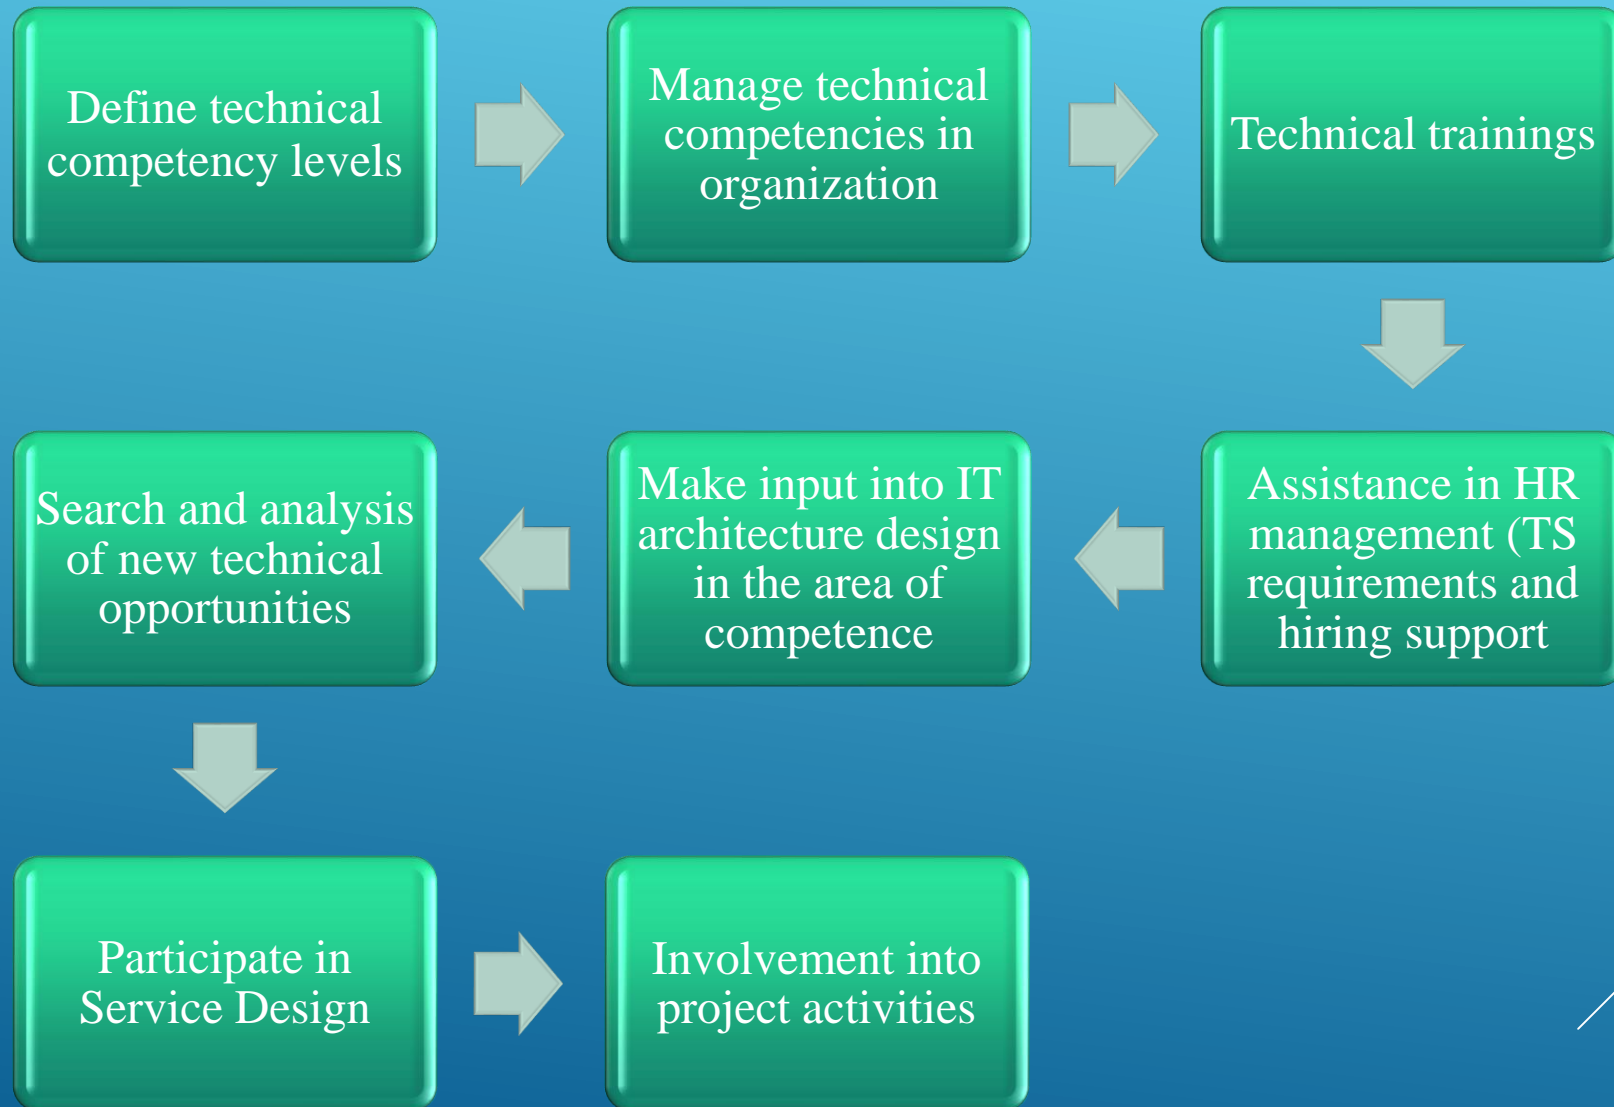 Define technical
competency levels
Manage technical
competencies in
organization
Technical trainings
Assistance in HR
management (TS
requirements and
hiring support
Make input into IT
architecture design
in the area of
competence
Search and analysis
of new technical
opportunities
Participate in
Service Design
Involvement into
project activities